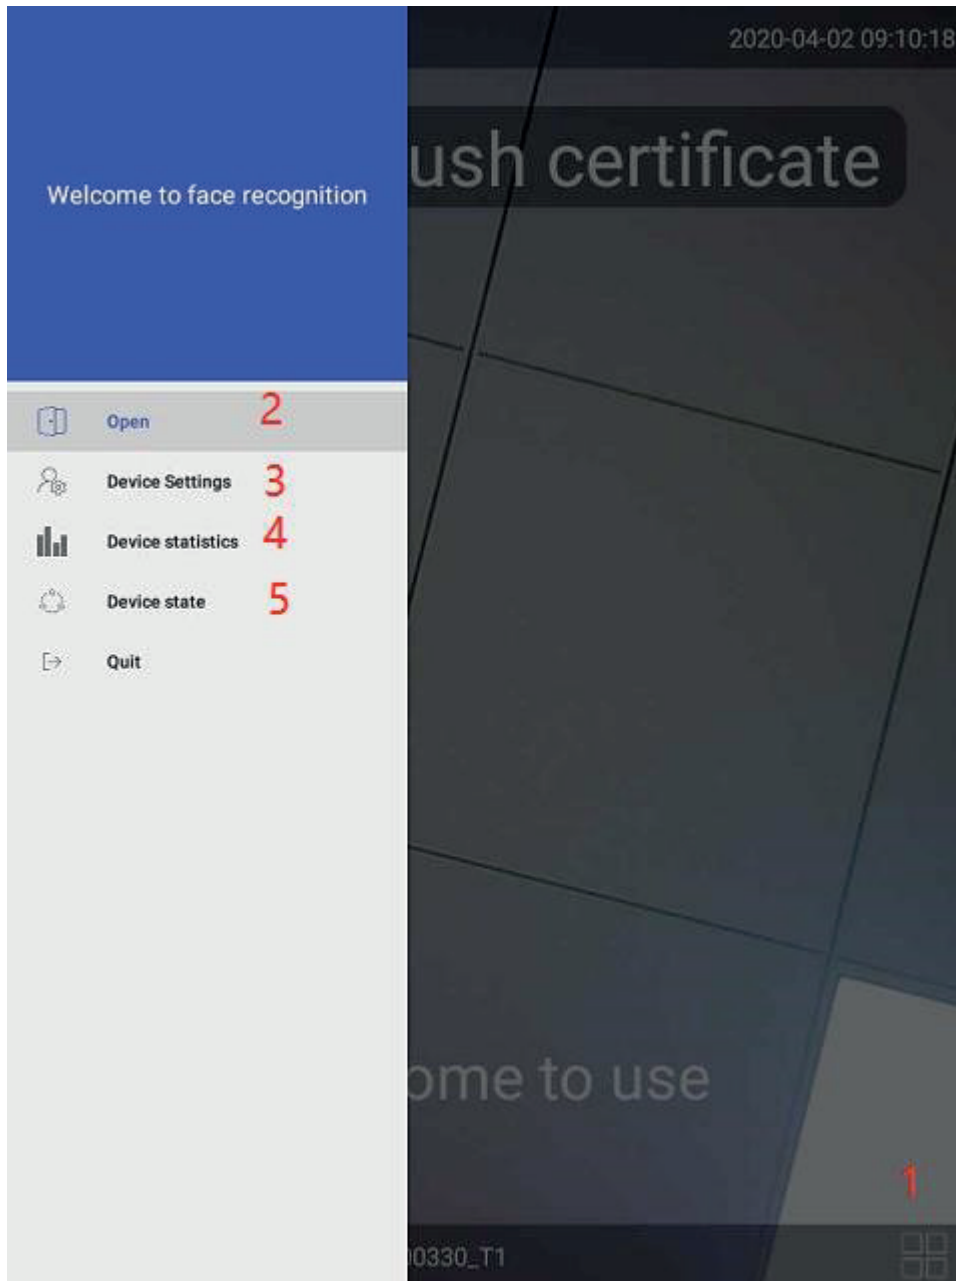 2020-04-02 09:10:18
ush certificate
Welcome to face recognition
Open 2
Device Settings 3
Device statistics 4
Device state 5
Quit
ome to use
1
00330_T1